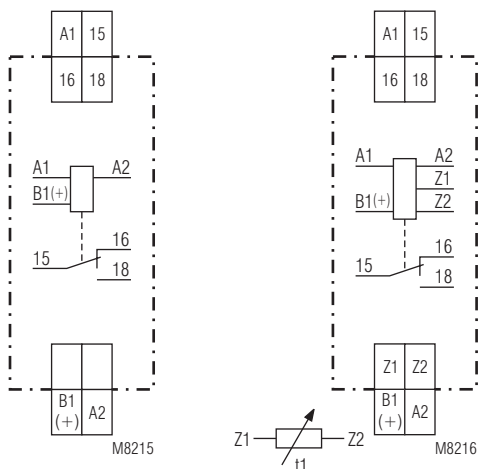 A1 15
16 18
A1 A2
B1(+)
15 16
18
B1 (+) A2
M8215
A1 15
16 18
A1 A2
Z1
B1(+) Z2
15 16
18
Z1 Z2
B1 (+) A2
Z1 Z2
t1
M8216